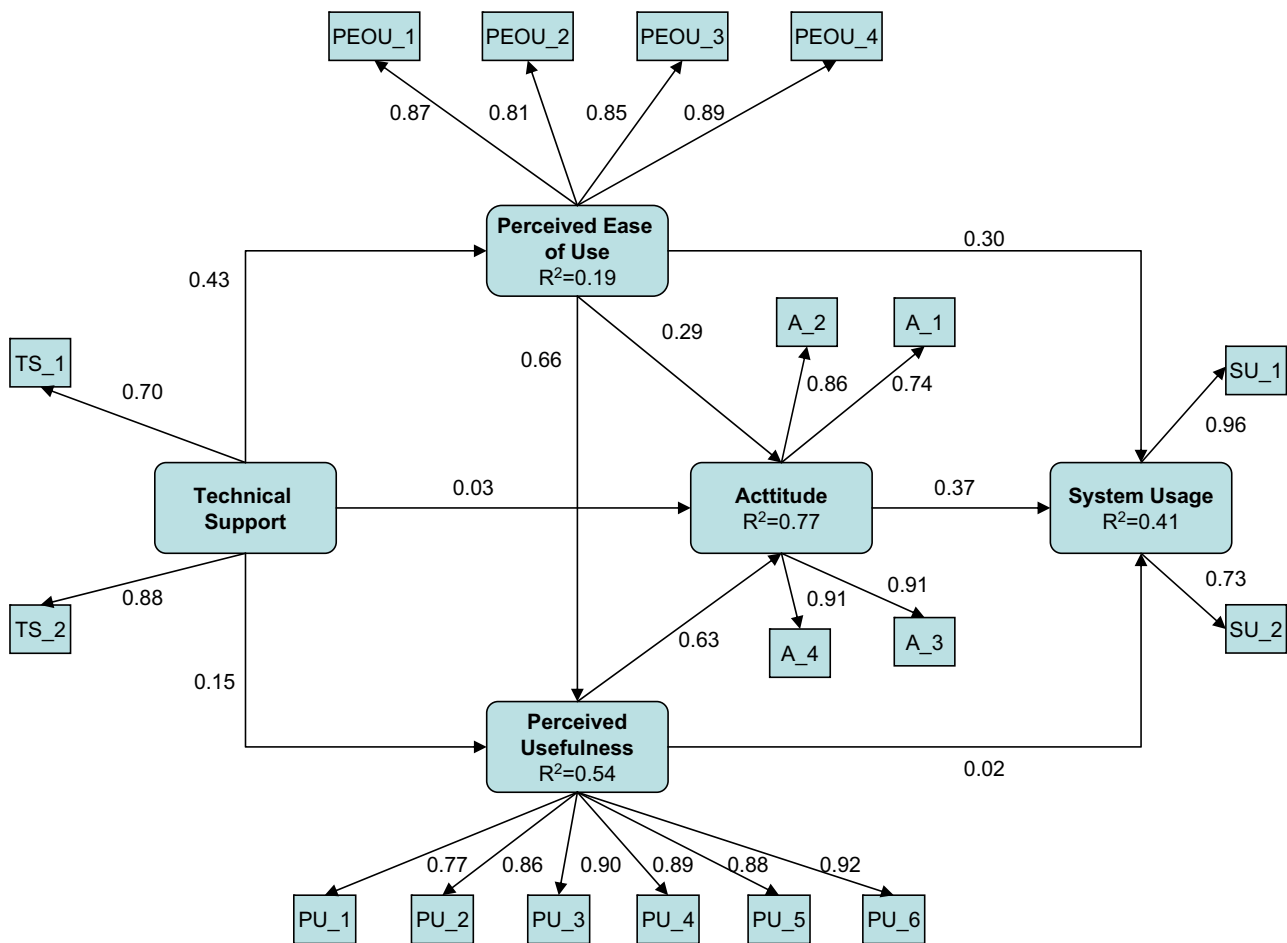 PEOU_1
PEOU_2
PEOU_3
PEOU_4
0.87
0.81
0.85
0.89
Perceived Ease
of Use
R²=0.19
0.30
0.43
0.29
A_2
A_1
0.66
TS_1
SU_1
0.70
0.86
0.74
0.96
Technical
Support
0.03
Acttitude
R²=0.77
0.37
System Usage
R²=0.41
0.88
TS_2
0.91
0.91
0.73
SU_2
0.63
A_4
A_3
0.15
Perceived
Usefulness
R²=0.54
0.02
0.77
0.86
0.90
0.89
0.88
0.92
PU_1
PU_2
PU_3
PU_4
PU_5
PU_6